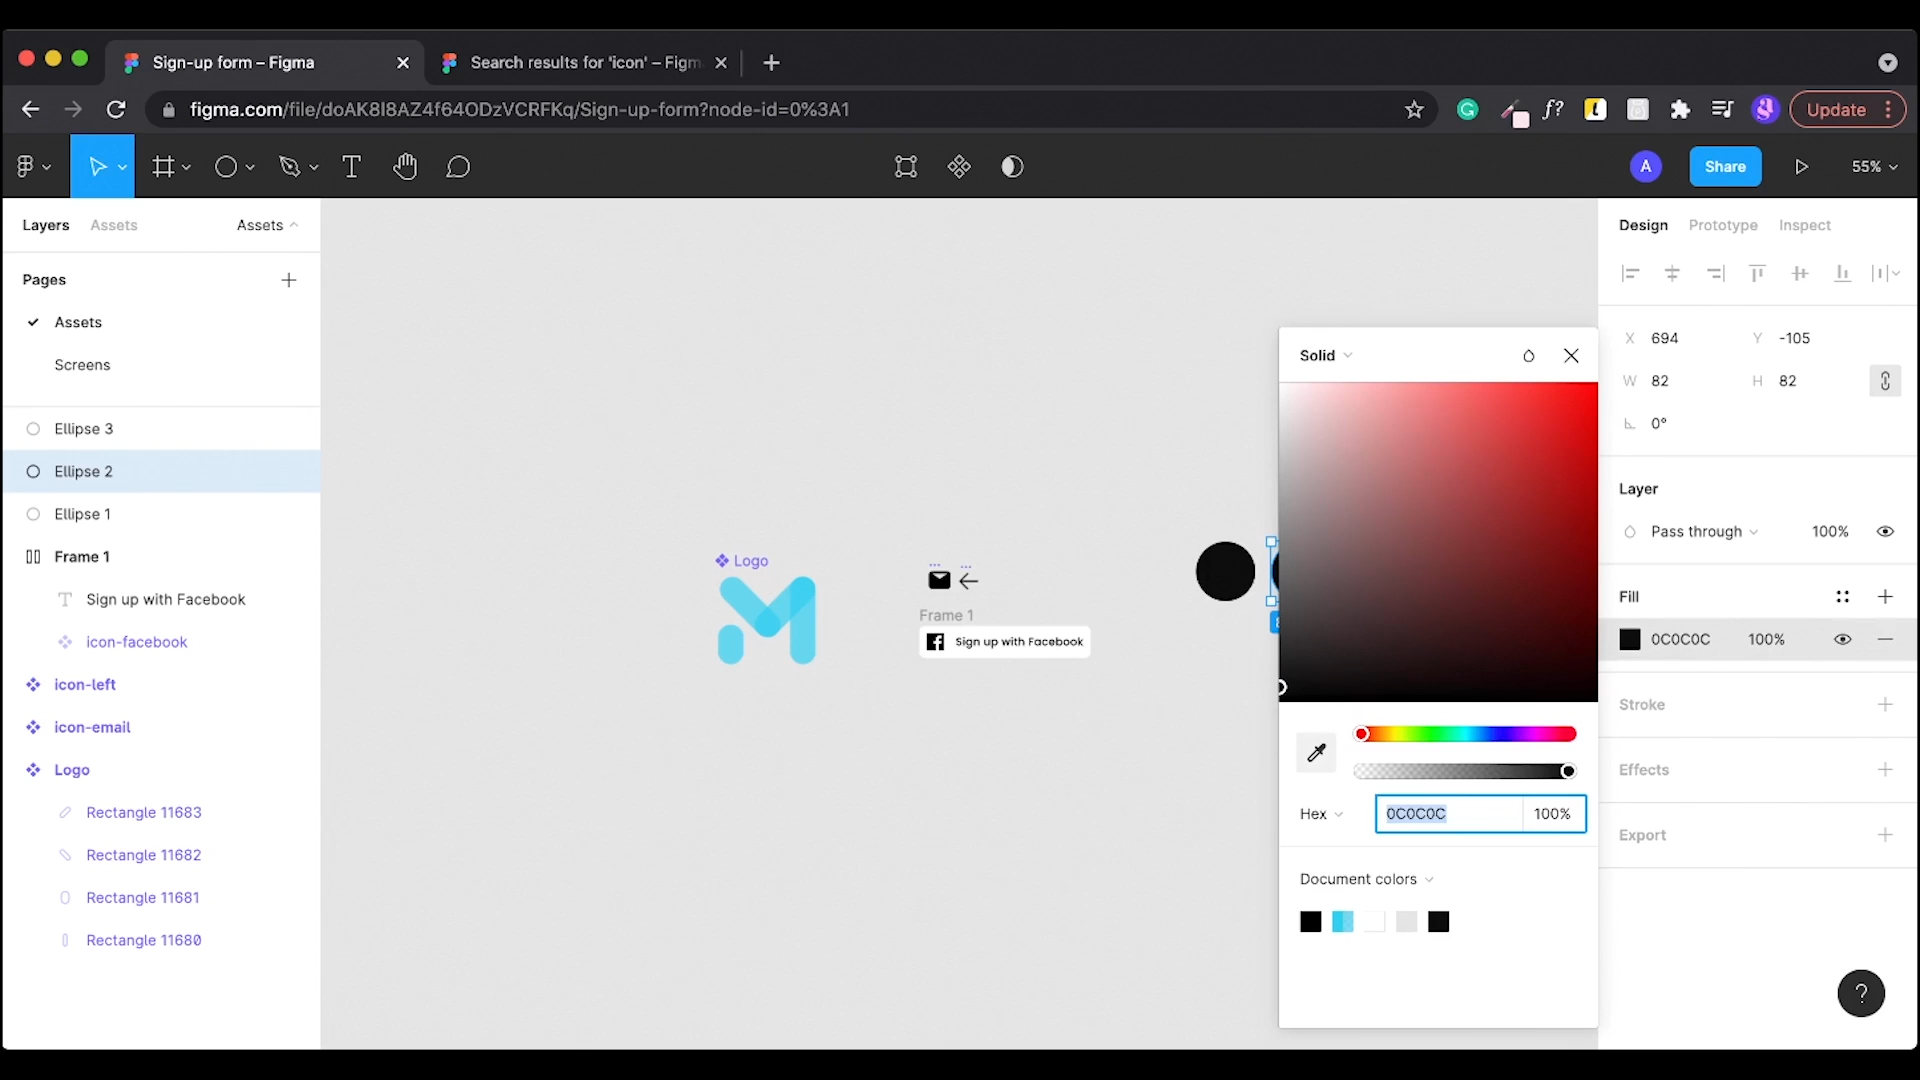 Sign-up form – Figma
Search results for 'icon' – Figm
figma.com/file/doAK8I8AZ4f64ODzVCRFKq/Sign-up-form?node-id=0%3A1
f?
Update
A
Share
55%
Layers
Assets
Assets
Pages
Assets
Screens
Ellipse 3
Ellipse 2
Ellipse 1
Frame 1
Sign up with Facebook
icon-facebook
icon-left
icon-email
Logo
Rectangle 11683
Rectangle 11682
Rectangle 11681
Rectangle 11680
Logo
Frame 1
Sign up with Facebook
Solid
Hex
0C0C0C
100%
Document colors
Design
Prototype
Inspect
X 694
Y -105
W 82
H 82
0°
Layer
Pass through
100%
Fill
0C0C0C
100%
Stroke
Effects
Export
?